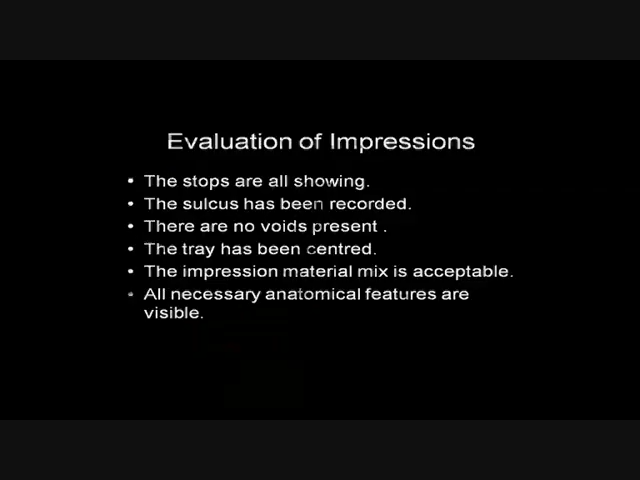 Evaluation of Impressions
• The stops are all showing.
• The sulcus has been recorded.
• There are no voids present .
• The tray has been centred.
• The impression material mix is acceptable.
• All necessary anatomical features are
visible.